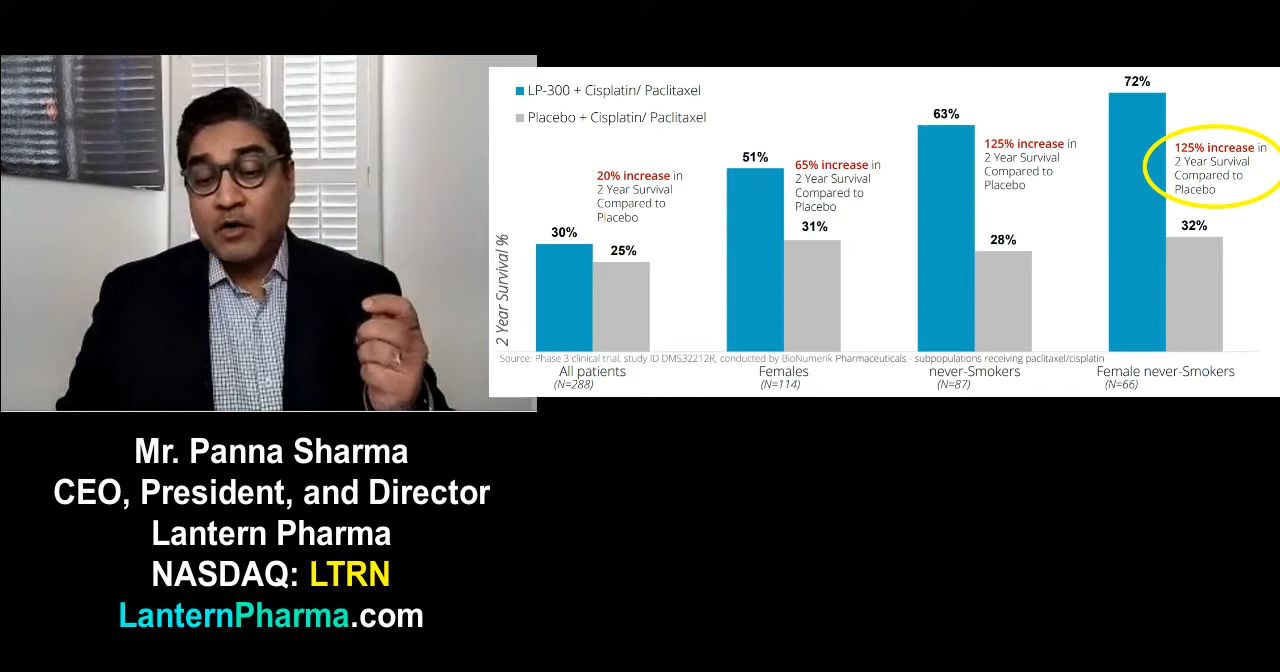 LP-300 + Cisplatin/ Paclitaxel
Placebo + Cisplatin/ Paclitaxel
2 Year Survival %
30%
25%
20% increase in
2 Year Survival
Compared to
Placebo
51%
31%
65% increase in
2 Year Survival
Compared to
Placebo
63%
28%
125% increase in
2 Year Survival
Compared to
Placebo
72%
32%
125% increase in
2 Year Survival
Compared to
Placebo
Source: Phase 3 clinical trial, study ID DMS32212R, conducted by BioNumerik Pharmaceuticals - subpopulations receiving paclitaxel/cisplatin
All patients
(N=288)
Females
(N=114)
never-Smokers
(N=87)
Female never-Smokers
(N=66)
Mr. Panna Sharma
CEO, President, and Director
Lantern Pharma
NASDAQ: LTRN
LanternPharma.com